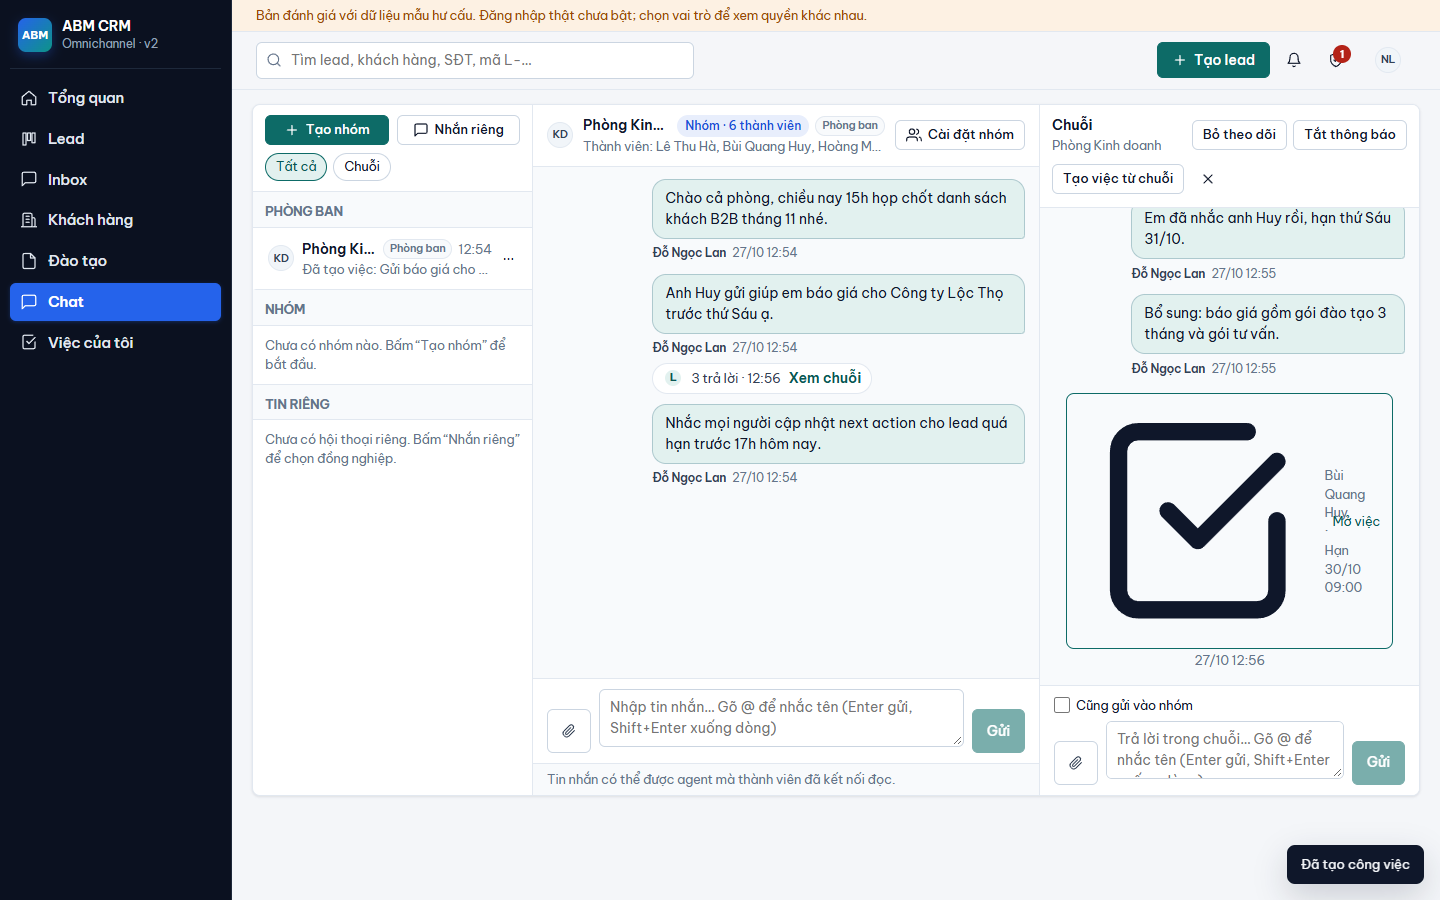 Bản đánh giá với dữ liệu mẫu hư cấu. Đăng nhập thật chưa bật; chọn vai trò để xem quyền khác nhau.
ABM
ABM CRM
Omnichannel · v2
Tổng quan
Lead
Inbox
Khách hàng
Đào tạo
Chat
Việc của tôi
Tìm lead, khách hàng, SĐT, mã L-...
Tạo lead
1
NL
Tạo nhóm
Nhắn riêng
Tất cả
Chuỗi
PHÒNG BAN
KD
Phòng Ki...
Phòng ban
12:54
Đã tạo việc: Gửi báo giá cho ...
...
NHÓM
Chưa có nhóm nào. Bấm “Tạo nhóm” để
bắt đầu.
TIN RIÊNG
Chưa có hội thoại riêng. Bấm “Nhắn riêng”
để chọn đồng nghiệp.
KD
Phòng Kin...
Nhóm · 6 thành viên
Phòng ban
Thành viên: Lê Thu Hà, Bùi Quang Huy, Hoàng M...
Cài đặt nhóm
Chào cả phòng, chiều nay 15h họp chốt danh sách
khách B2B tháng 11 nhé.
Đỗ Ngọc Lan 27/10 12:54
Anh Huy gửi giúp em báo giá cho Công ty Lộc Thọ
trước thứ Sáu ạ.
Đỗ Ngọc Lan 27/10 12:54
L
3 trả lời · 12:56
Xem chuỗi
Nhắc mọi người cập nhật next action cho lead quá
hạn trước 17h hôm nay.
Đỗ Ngọc Lan 27/10 12:54
Nhập tin nhắn... Gõ @ để nhắc tên (Enter gửi,
Shift+Enter xuống dòng)
Gửi
Tin nhắn có thể được agent mà thành viên đã kết nối đọc.
Chuỗi
Phòng Kinh doanh
Bỏ theo dõi
Tắt thông báo
Tạo việc từ chuỗi
Em đã nhắc anh Huy rồi, hạn thứ Sáu
31/10.
Đỗ Ngọc Lan 27/10 12:55
Bổ sung: báo giá gồm gói đào tạo 3
tháng và gói tư vấn.
Đỗ Ngọc Lan 27/10 12:55
Bùi
Quang
Huy
·
Mở việc
Hạn
30/10
09:00
27/10 12:56
Cũng gửi vào nhóm
Trả lời trong chuỗi... Gõ @ để
nhắc tên (Enter gửi, Shift+Enter
Gửi
Đã tạo công việc